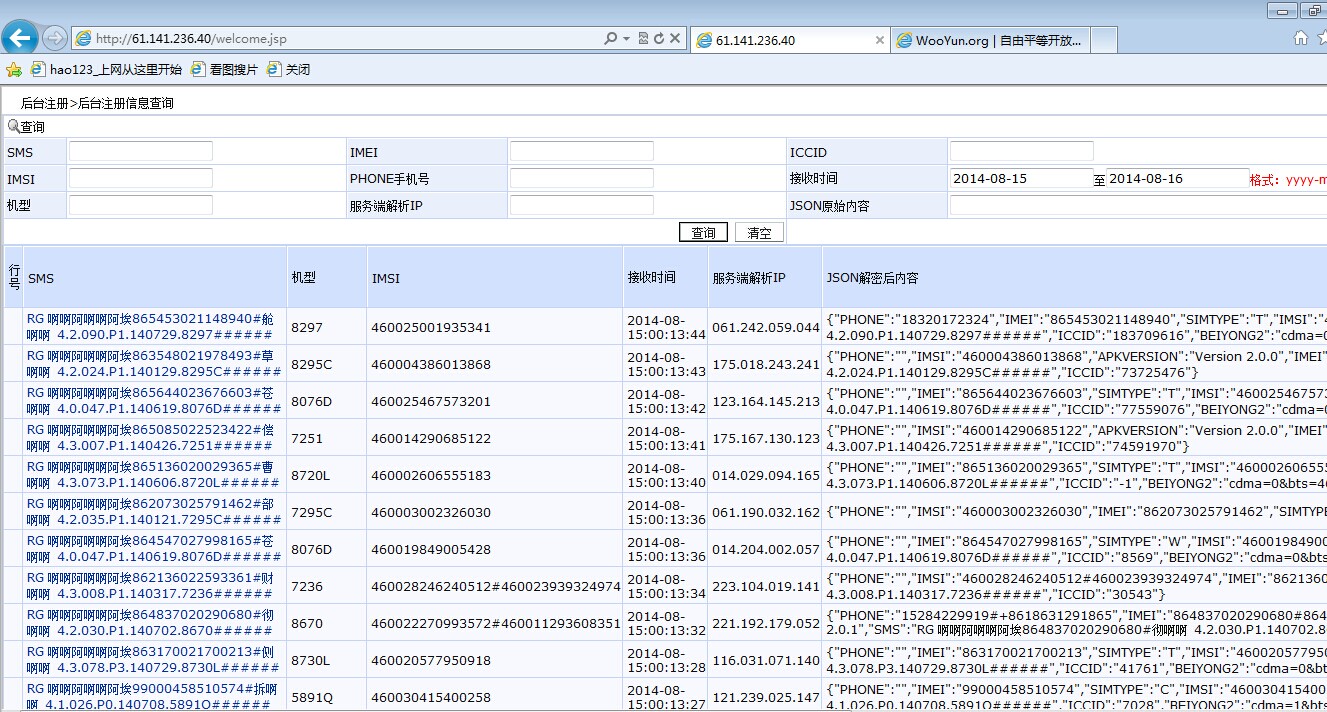 http://61.141.236.40/welcome.jsp
61.141.236.40
WooYun.org | 自由平等开放...
hao123_上网从这里开始 看图搜片 关闭
后台注册>后台注册信息查询
查询
SMS IMEI ICCID
IMSI PHONE手机号 接收时间 2014-08-15 至 2014-08-16 格式：yyyy-m
机型 服务端解析IP JSON原始内容
查询 清空
行号 SMS 机型 IMSI 接收时间 服务端解析IP JSON解密后内容
RG 啊啊阿啊啊阿埃865453021148940#舱 8297 460025001935341 2014-08- 061.242.059.044 {"PHONE":"18320172324","IMEI":"865453021148940","SIMTYPE":"T","IMSI":"4
啊啊 4.2.090.P1.140729.8297###### 15:00:13:44 4.2.090.P1.140729.8297######","ICCID":"183709616","BEIYONG2":"cdma=0
RG 啊啊阿啊啊阿埃863548021978493#草 8295C 460004386013868 2014-08- 175.018.243.241 {"PHONE":"","IMSI":"460004386013868","APKVERSION":"Version 2.0.0","IMEI
啊啊 4.2.024.P1.140129.8295C###### 15:00:13:43 4.2.024.P1.140129.8295C######","ICCID":"73725476"}
RG 啊啊阿啊啊阿埃865644023676603#苍 8076D 460025467573201 2014-08- 123.164.145.213 {"PHONE":"","IMEI":"865644023676603","SIMTYPE":"T","IMSI":"46002546757
啊啊 4.0.047.P1.140619.8076D###### 15:00:13:42 4.0.047.P1.140619.8076D######","ICCID":"77559076","BEIYONG2":"cdma=0
RG 啊啊阿啊啊阿埃865085022523422#偿 7251 460014290685122 2014-08- 175.167.130.123 {"PHONE":"","IMSI":"460014290685122","APKVERSION":"Version 2.0.0","IMEI
啊啊 4.3.007.P1.140426.7251###### 15:00:13:41 4.3.007.P1.140426.7251######","ICCID":"74591970"}
RG 啊啊阿啊啊阿埃865136020029365#曹 8720L 460002606555183 2014-08- 014.029.094.165 {"PHONE":"","IMEI":"865136020029365","SIMTYPE":"T","IMSI":"4600026065
啊啊 4.3.073.P1.140606.8720L###### 15:00:13:40 4.3.073.P1.140606.8720L######","ICCID":"-1","BEIYONG2":"cdma=0&bts=4
RG 啊啊阿啊啊阿埃862073025791462#部 7295C 460003002326030 2014-08- 061.190.032.162 {"PHONE":"","IMSI":"460003002326030","IMEI":"862073025791462","SIMTYPE
啊啊 4.2.035.P1.140121.7295C###### 15:00:13:36
RG 啊啊阿啊啊阿埃864547027998165#苍 8076D 460019849005428 2014-08- 014.204.002.057 {"PHONE":"","IMEI":"864547027998165","SIMTYPE":"W","IMSI":"460019849
啊啊 4.0.047.P1.140619.8076D###### 15:00:13:36 4.0.047.P1.140619.8076D######","ICCID":"8569","BEIYONG2":"cdma=0&bts
RG 啊啊阿啊啊阿埃862136022593361#财 7236 460028246240512#460023939324974 2014-08- 223.104.019.141 {"PHONE":"","IMSI":"460028246240512#460023939324974","IMEI":"862136
啊啊 4.3.008.P1.140317.7236###### 15:00:13:34 4.3.008.P1.140317.7236######","ICCID":"30543"}
RG 啊啊阿啊啊阿埃864837020290680#彻 8670 460022270993572#460011293608351 2014-08- 221.192.179.052 {"PHONE":"15284229919#+8618631291865","IMEI":"864837020290680#864
啊啊 4.2.030.P1.140702.8670###### 15:00:13:32 2.0.1","SMS":"RG 啊啊阿啊啊阿埃864837020290680#彻啊啊 4.2.030.P1.140702.8
RG 啊啊阿啊啊阿埃863170021700213#侧 8730L 460020577950918 2014-08- 116.031.071.140 {"PHONE":"","IMEI":"863170021700213","SIMTYPE":"T","IMSI":"46002057795
啊啊 4.3.078.P3.140729.8730L###### 15:00:13:28 4.3.078.P3.140729.8730L######","ICCID":"41761","BEIYONG2":"cdma=0&b
RG 啊啊阿啊啊阿埃99000458510574#拆啊 5891Q 460030415400258 2014-08- 121.239.025.147 {"PHONE":"","IMEI":"99000458510574","SIMTYPE":"C","IMSI":"460030415400
啊 4.1.026.P0.140708.5891Q###### 15:00:13:27 4.1.026.P0.140708.5891Q######","ICCID":"7028","BEIYONG2":"cdma=1&bts